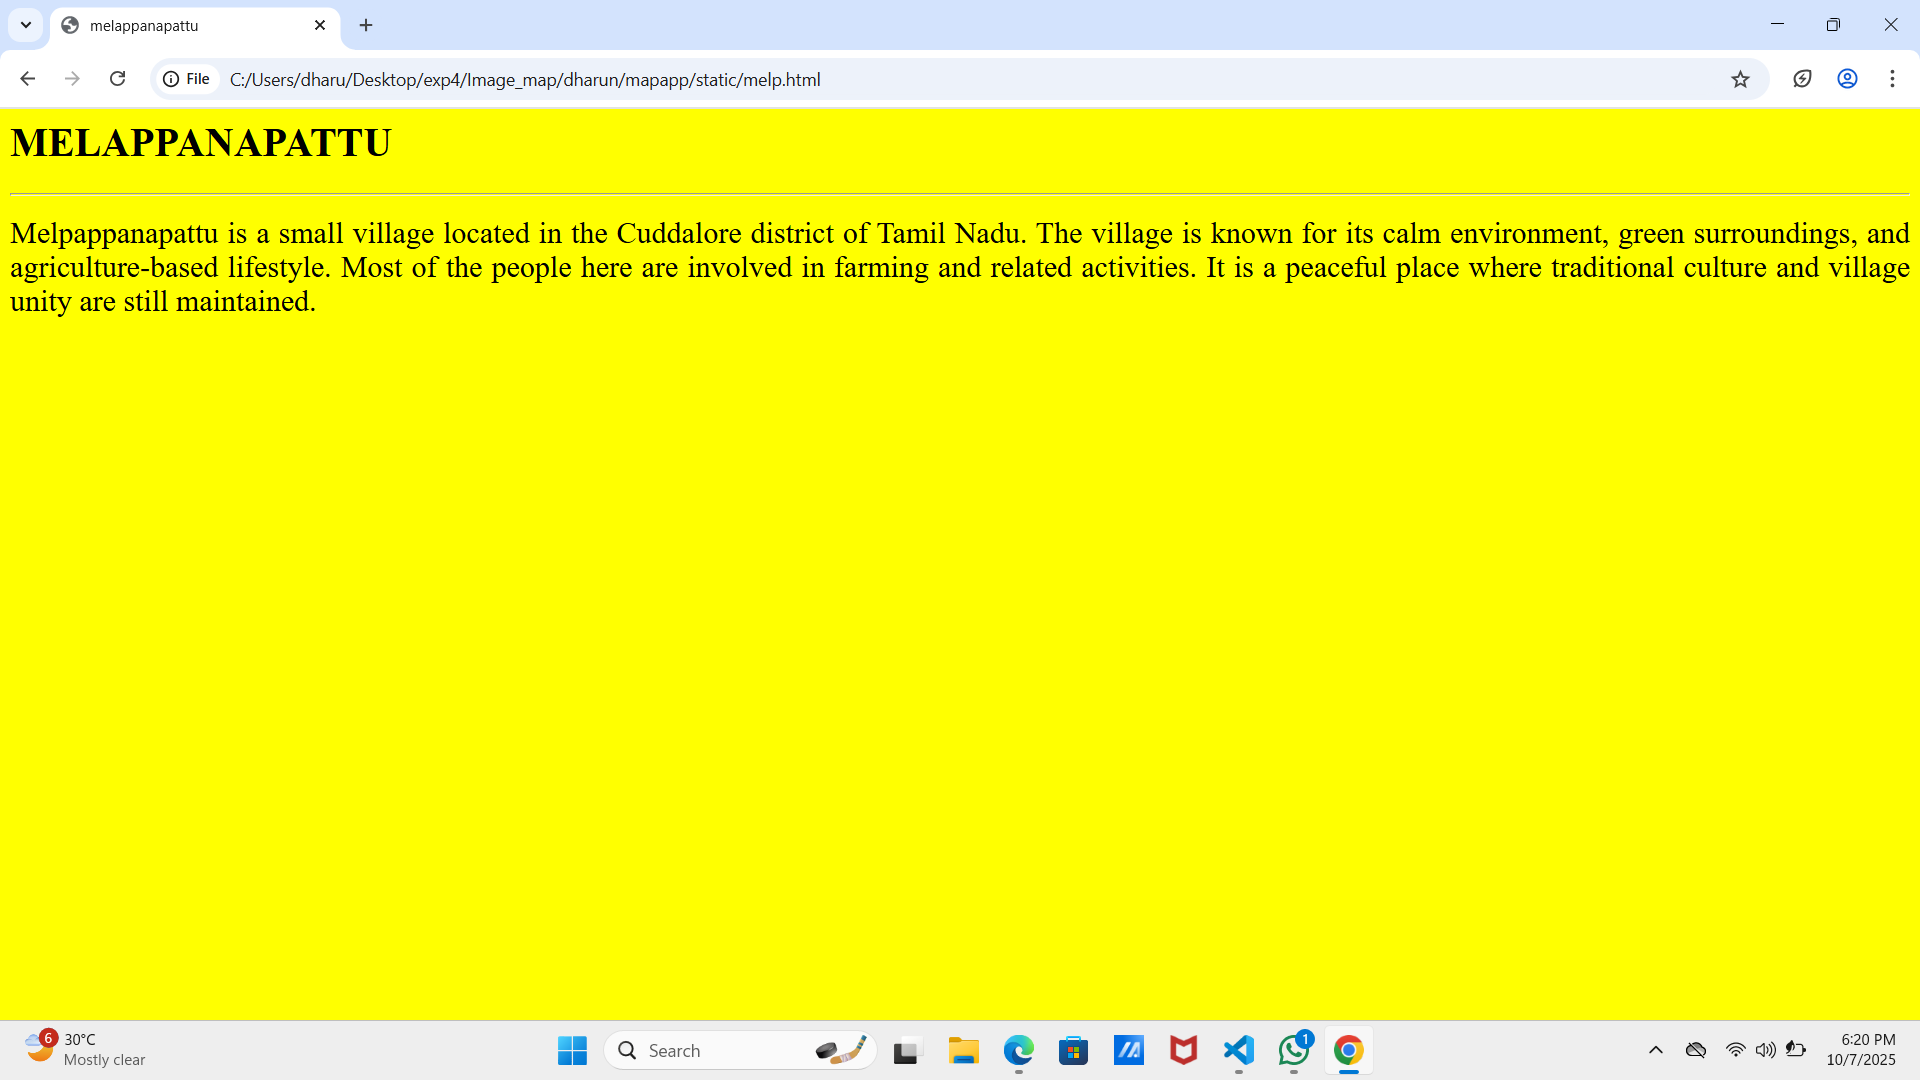 melappanapattu
File
C:/Users/dharu/Desktop/exp4/Image_map/dharun/mapapp/static/melp.html
MELAPPANAPATTU
Melpappanapattu is a small village located in the Cuddalore district of Tamil Nadu. The village is known for its calm environment, green surroundings, and
agriculture-based lifestyle. Most of the people here are involved in farming and related activities. It is a peaceful place where traditional culture and village
unity are still maintained.
6
30°C
Mostly clear
Search
1
6:20 PM
10/7/2025